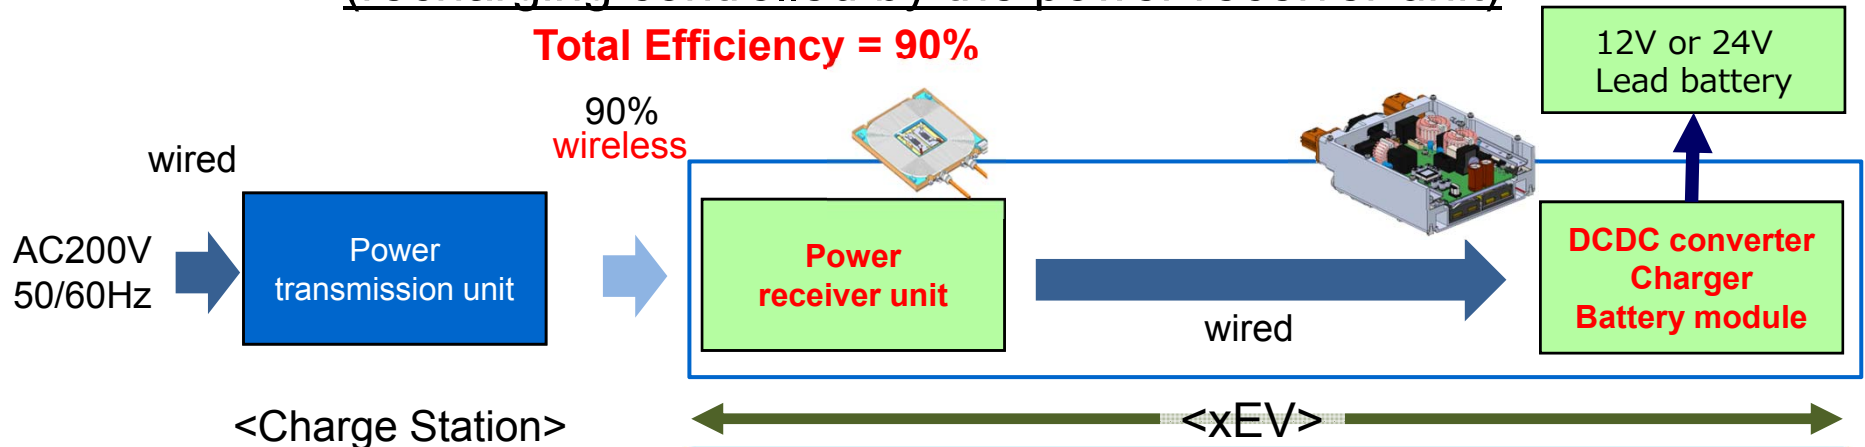 Total Efficiency = 90%
12V or 24V
Lead battery
90%
wireless
wired
AC200V
50/60Hz
Power
transmission unit
Power
receiver unit
wired
DCDC converter
Charger
Battery module
<Charge Station>
<xEV>